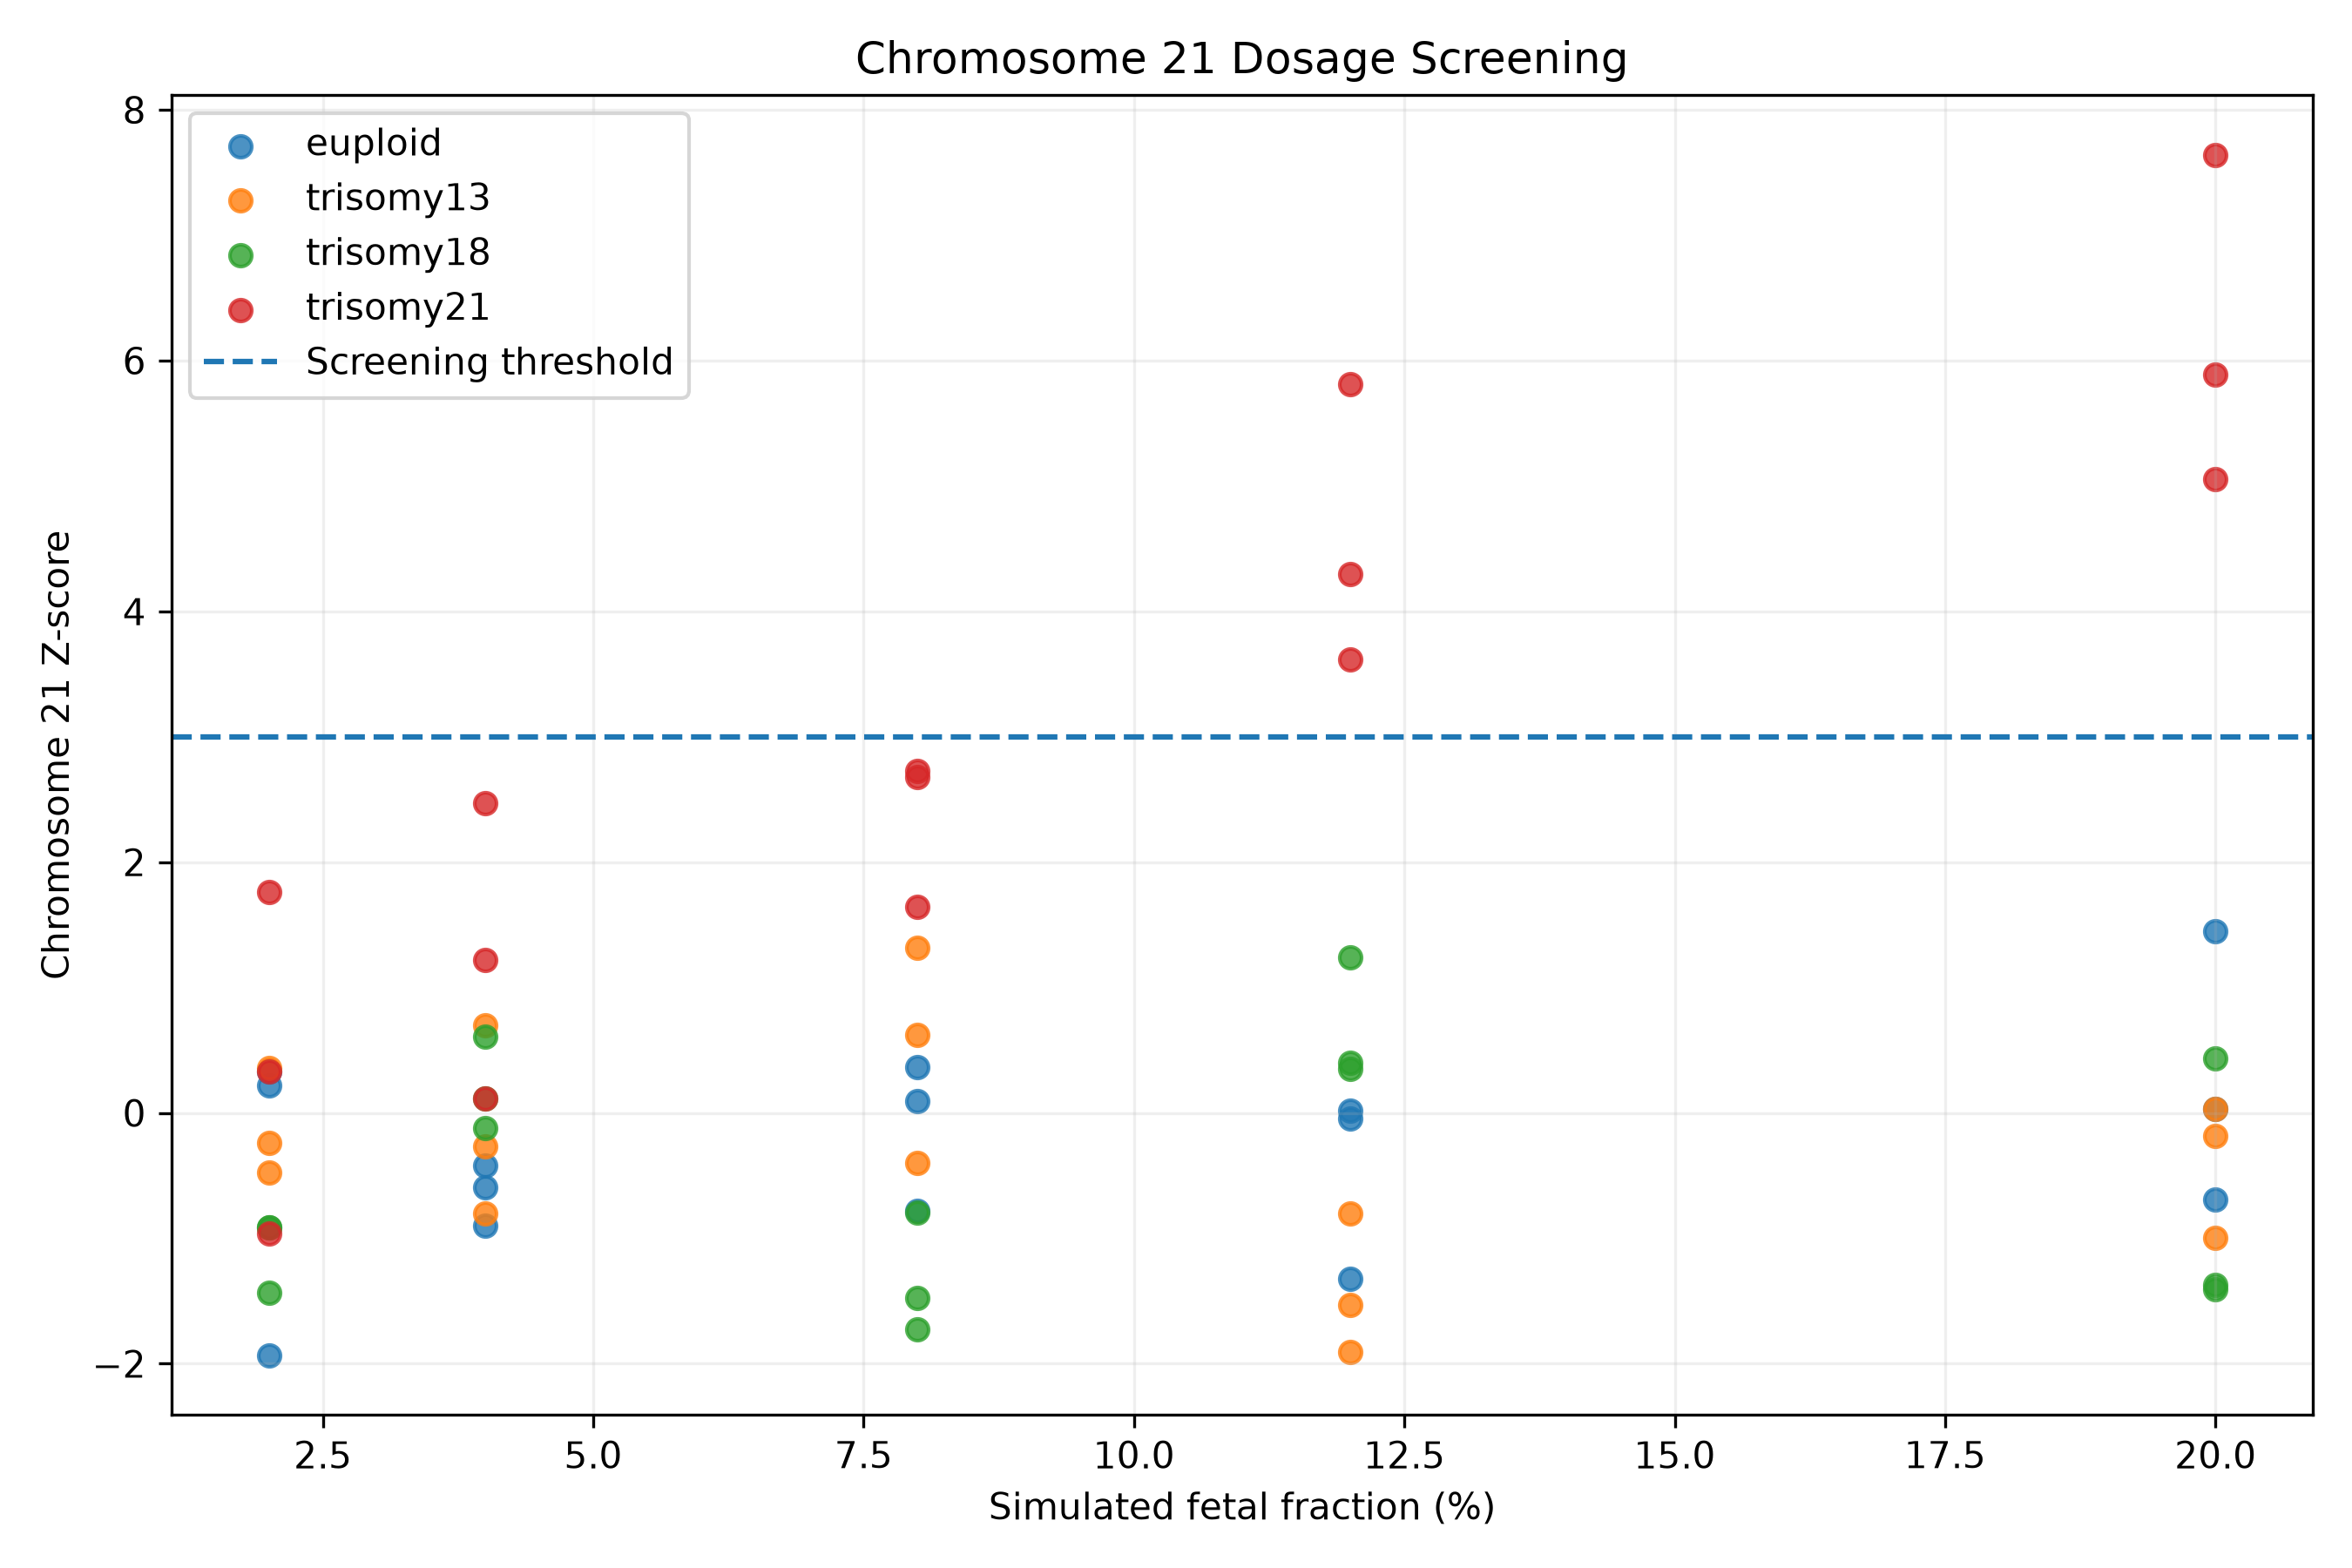 Chromosome 21 Dosage Screening
euploid
trisomy13
trisomy18
trisomy21
Screening threshold
Chromosome 21 Z-score
8
6
4
2
0
−2
2.5 5.0 7.5 10.0 12.5 15.0 17.5 20.0
Simulated fetal fraction (%)